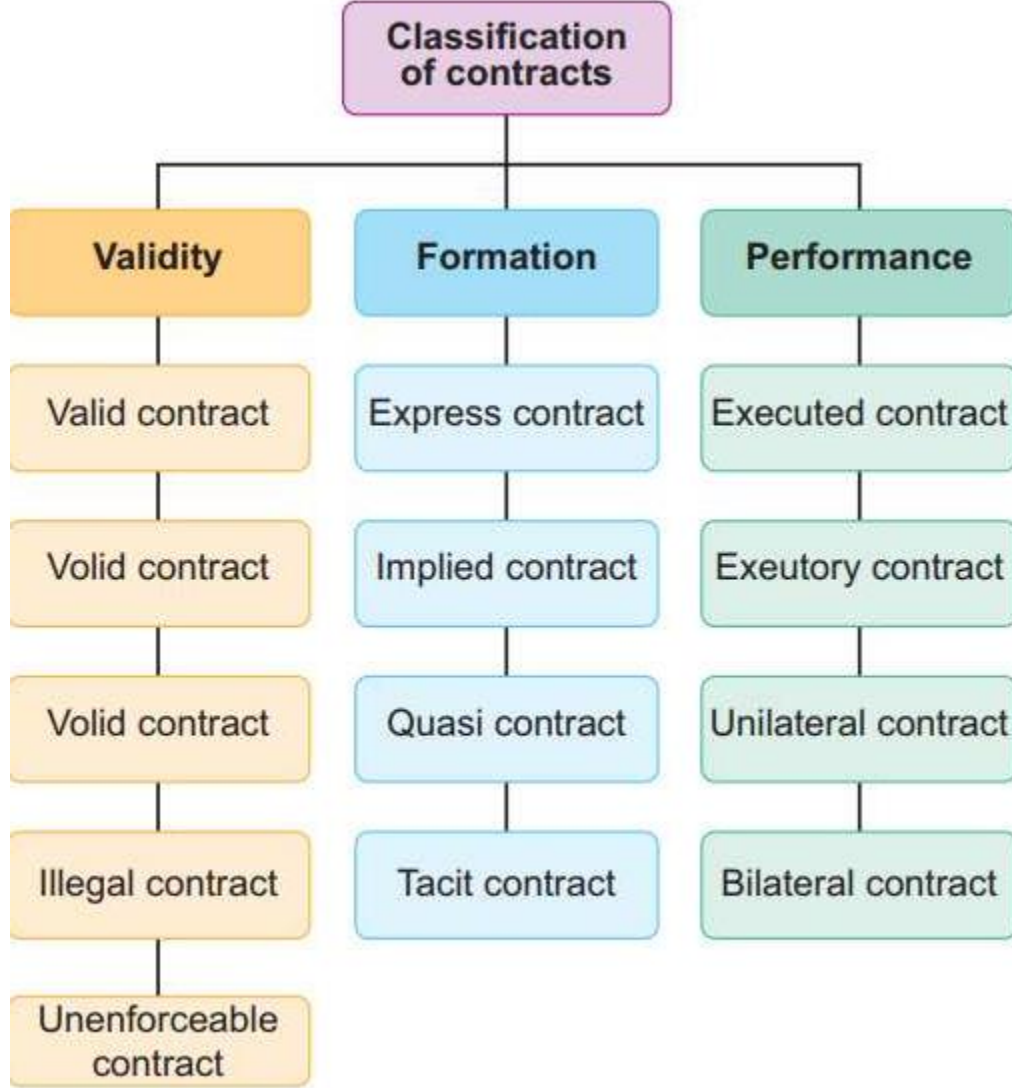 Classification
of contracts
Validity
Formation
Performance
Valid contract
Express contract
Executed contract
Volid contract
Implied contract
Exeutory contract
Volid contract
Quasi contract
Unilateral contract
Illegal contract
Tacit contract
Bilateral contract
Unenforceable
contract